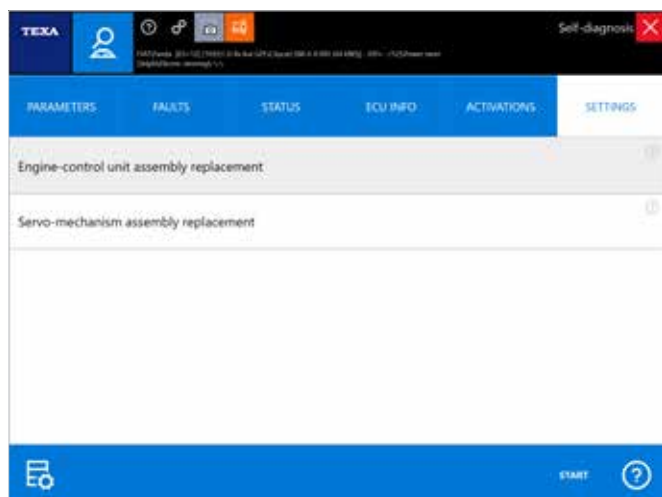 TEXA
Self-diagnosis
PARAMETERS FAULTS STATUS ECU INFO ACTIVATIONS SETTINGS
Engine-control unit assembly replacement
Servo-mechanism assembly replacement
START